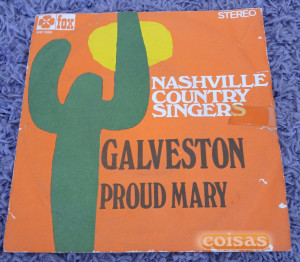 fox
STEREO
NASHVILLE
COUNTRY
SINGERS
GALVESTON
PROUD MARY
coisas